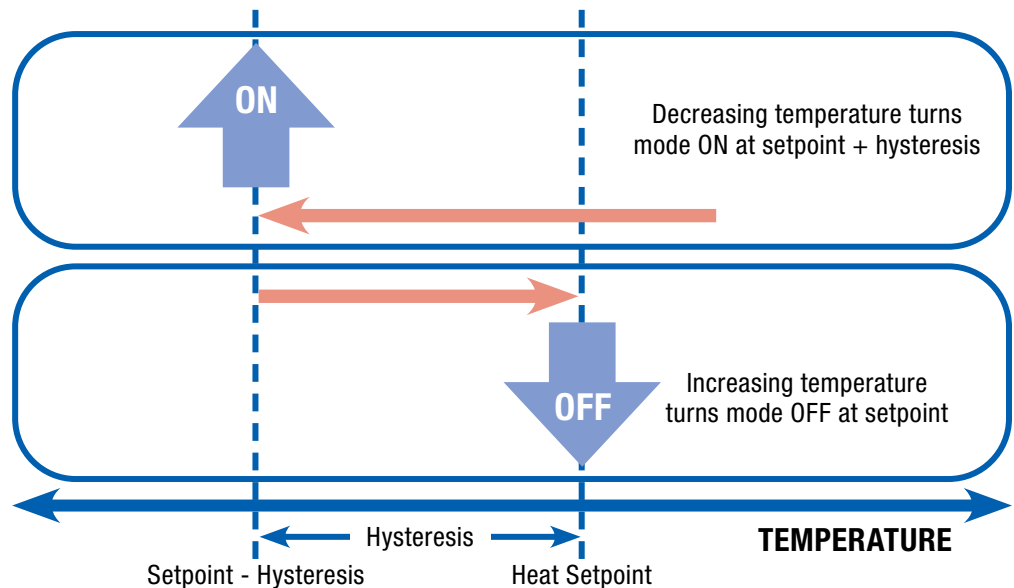 ON
Decreasing temperature turns
mode ON at setpoint + hysteresis
OFF
Increasing temperature
turns mode OFF at setpoint
Hysteresis
TEMPERATURE
Setpoint - Hysteresis
Heat Setpoint